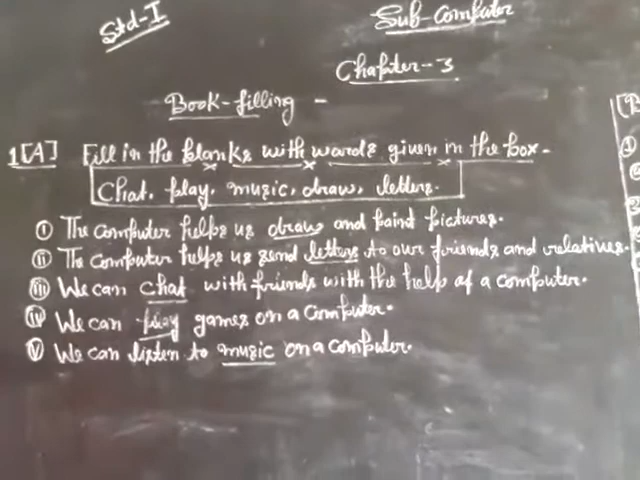 Std-I
Sub-Computer
Chapter-3
Book-filling -
1[A] Fill in the blanks with words given in the box-
Chat, play, music, draw, letters.
(i) The computer helps us draw and paint pictures.
(ii) The computer helps us send letters to our friends and relatives.
(iii) We can chat with friends with the help of a computer.
(iv) We can play games on a computer.
(v) We can listen to music on a computer.